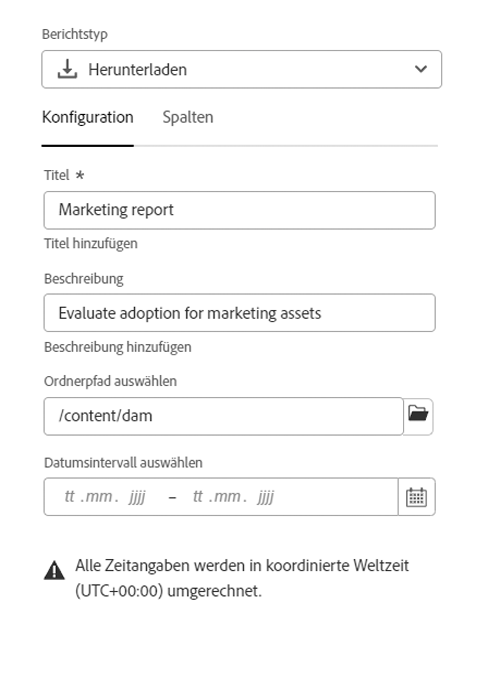 Berichtstyp
Herunterladen
Konfiguration Spalten
Titel *
Marketing report
Titel hinzufügen
Beschreibung
Evaluate adoption for marketing assets
Beschreibung hinzufügen
Ordnerpfad auswählen
/content/dam
Datumsintervall auswählen
tt .mm. jjjj – tt .mm. jjjj
Alle Zeitangaben werden in koordinierte Weltzeit
(UTC+00:00) umgerechnet.